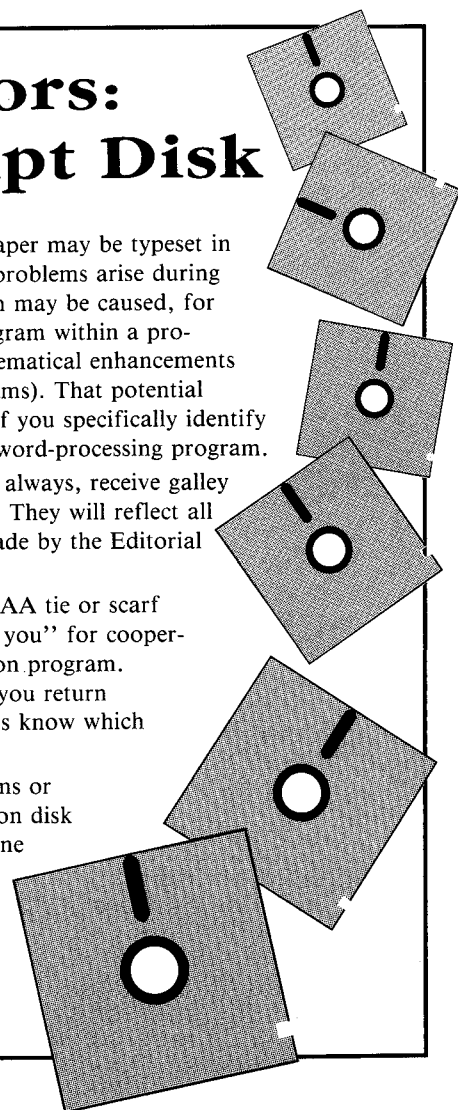 ors:
pt Disk
aper may be typeset in
problems arise during
n may be caused, for
gram within a pro-
ematical enhancements
ms). That potential
f you specifically identify
word-processing program.
always, receive galley
They will reflect all
ade by the Editorial
AA tie or scarf
you” for cooper-
on program.
you return
s know which
ns or
on disk
ne